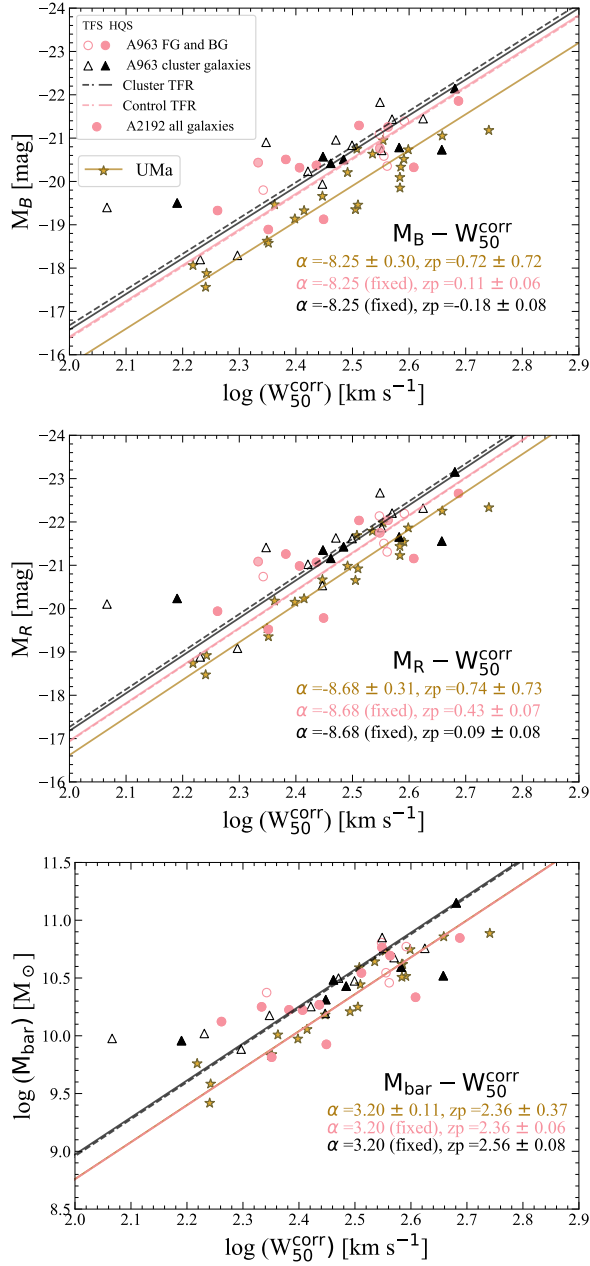 TFS HQS
A963 FG and BG
A963 cluster galaxies
Cluster TFR
Control TFR
A2192 all galaxies
UMa
M_B [mag]
−24
−23
−22
−21
−20
−19
−18
−17
−16
M_B − W_50^corr
α =-8.25 ± 0.30, zp =0.72 ± 0.72
α =-8.25 (fixed), zp =0.11 ± 0.06
α =-8.25 (fixed), zp =-0.18 ± 0.08
2.0 2.1 2.2 2.3 2.4 2.5 2.6 2.7 2.8 2.9
log (W_50^corr) [km s⁻¹]
M_R [mag]
−24
−23
−22
−21
−20
−19
−18
−17
−16
M_R − W_50^corr
α =-8.68 ± 0.31, zp =0.74 ± 0.73
α =-8.68 (fixed), zp =0.43 ± 0.07
α =-8.68 (fixed), zp =0.09 ± 0.08
2.0 2.1 2.2 2.3 2.4 2.5 2.6 2.7 2.8 2.9
log (W_50^corr) [km s⁻¹]
log (M_bar) [M_⊙]
11.5
11.0
10.5
10.0
9.5
9.0
8.5
M_bar − W_50^corr
α =3.20 ± 0.11, zp =2.36 ± 0.37
α =3.20 (fixed), zp =2.36 ± 0.06
α =3.20 (fixed), zp =2.56 ± 0.08
2.0 2.1 2.2 2.3 2.4 2.5 2.6 2.7 2.8 2.9
log (W_50^corr) [km s⁻¹]